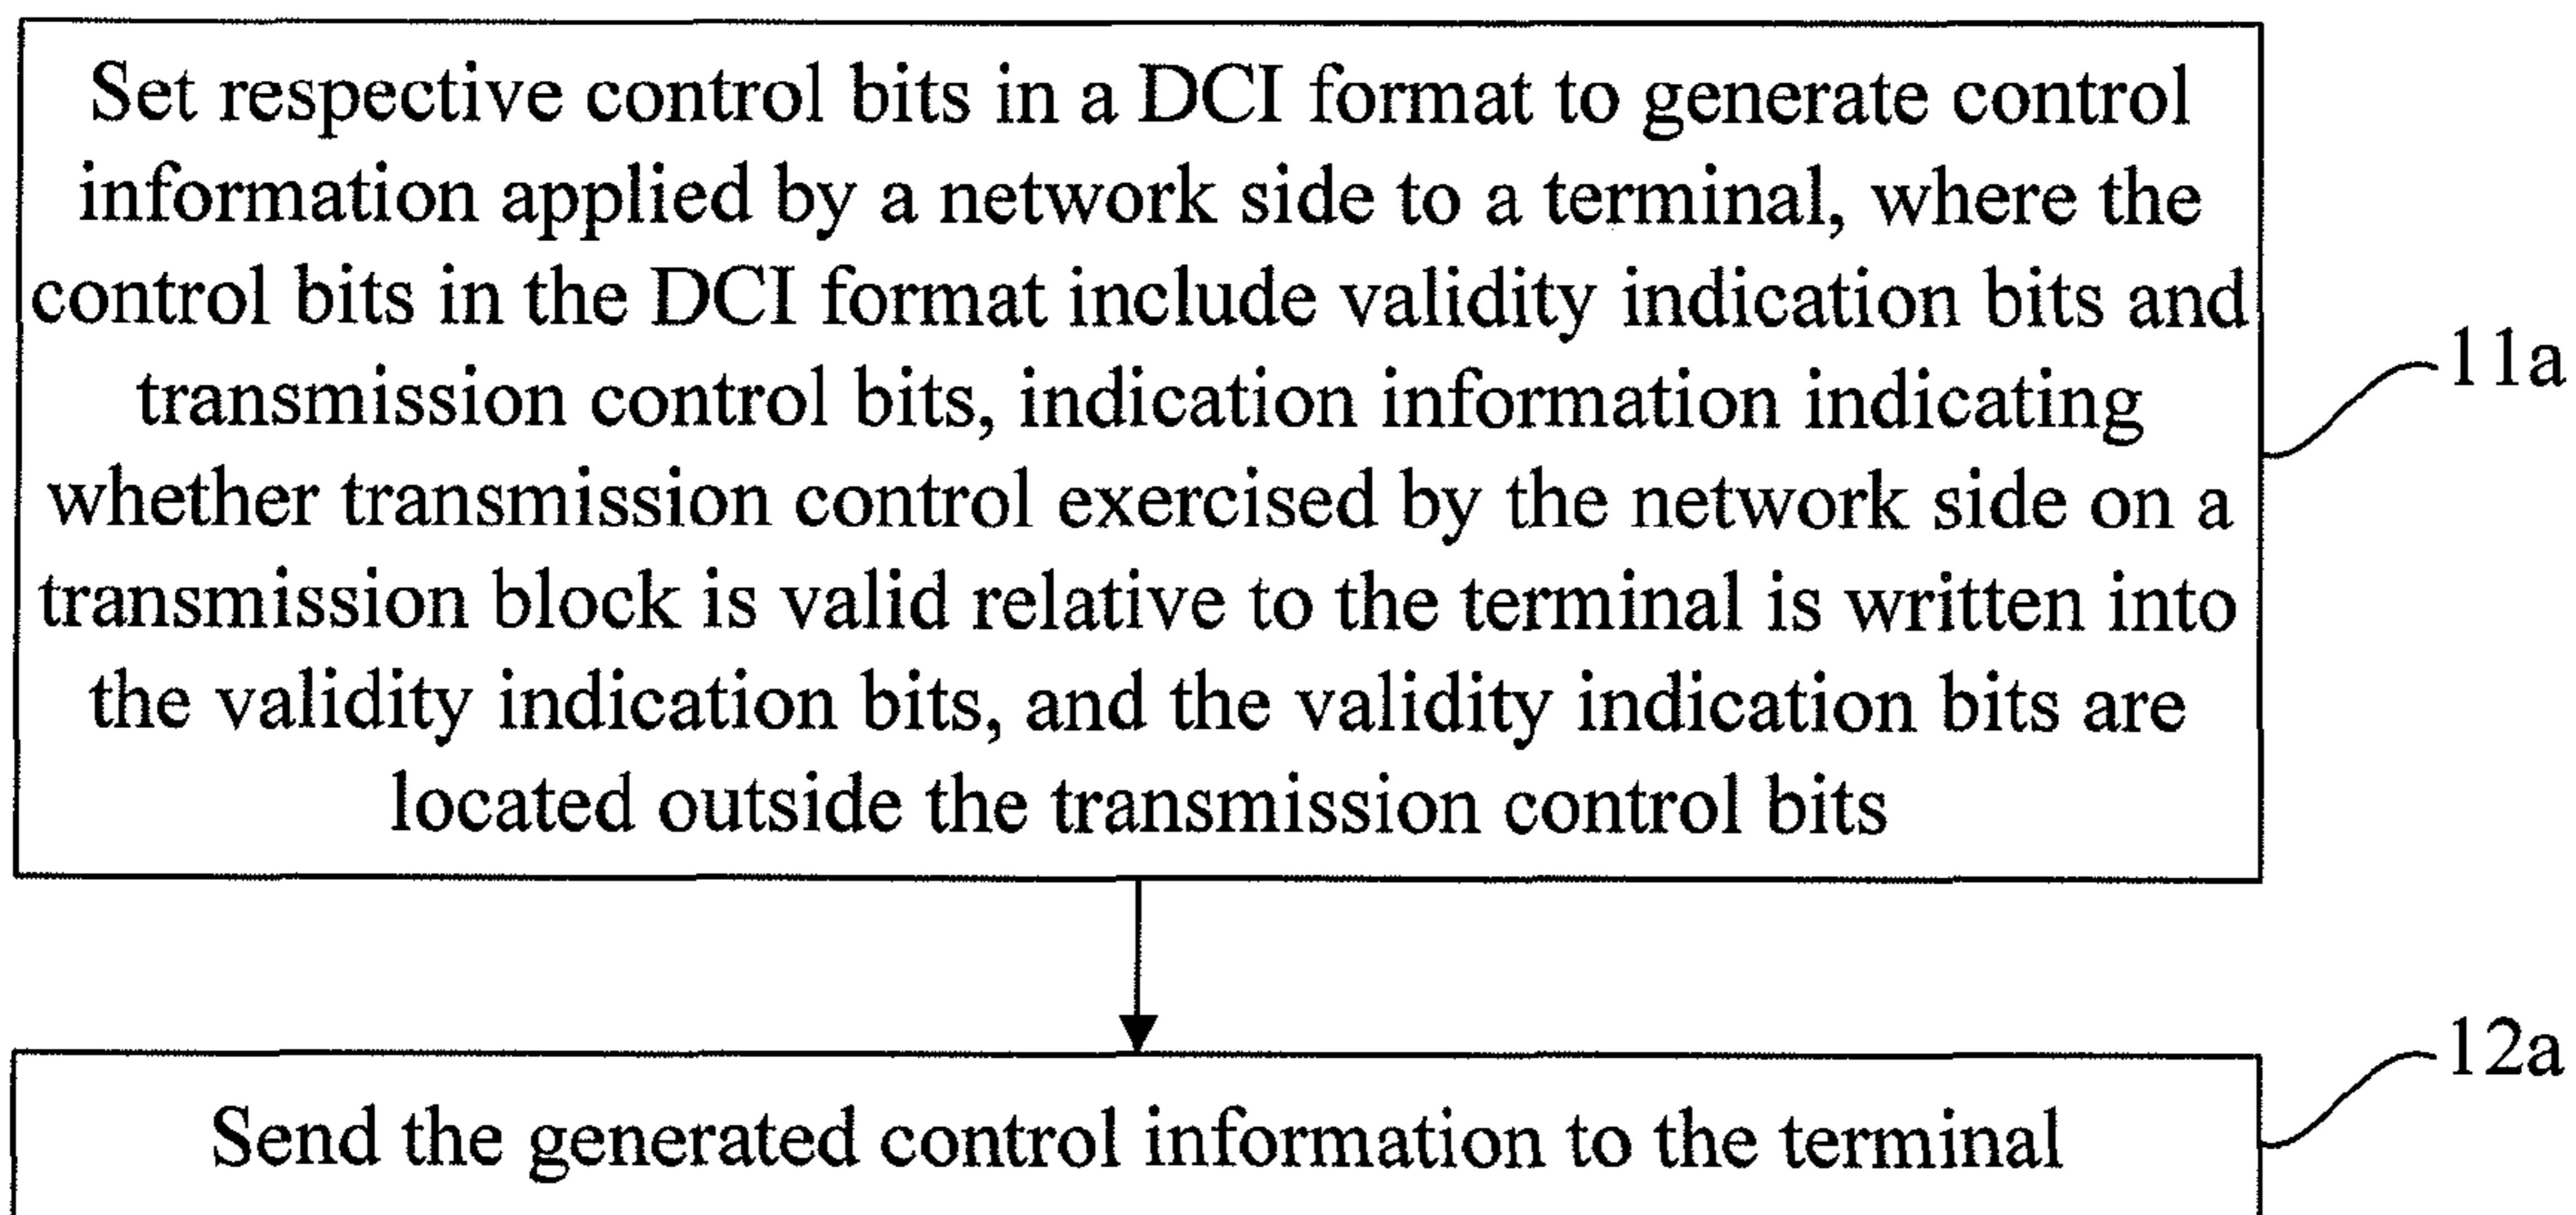 Set respective control bits in a DCI format to generate control
information applied by a network side to a terminal, where the
control bits in the DCI format include validity indication bits and
transmission control bits, indication information indicating
whether transmission control exercised by the network side on a
transmission block is valid relative to the terminal is written into
the validity indication bits, and the validity indication bits are
located outside the transmission control bits
11a
12a
Send the generated control information to the terminal